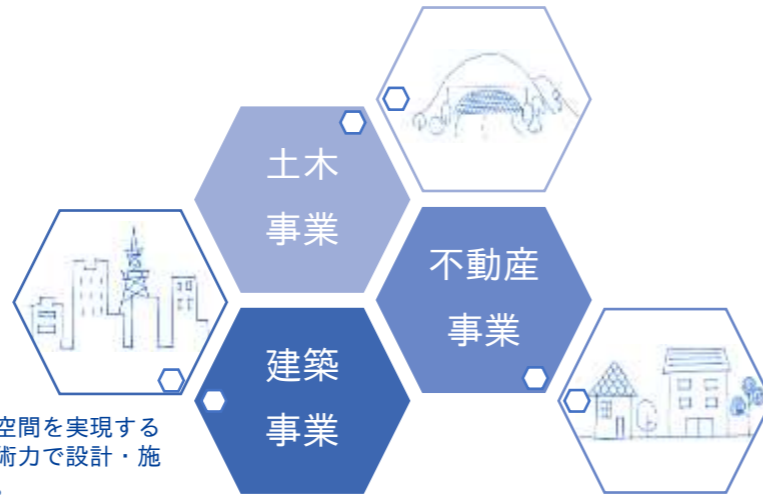 土木
事業
不動産
事業
建築
事業
空間を実現する
術力で設計・施